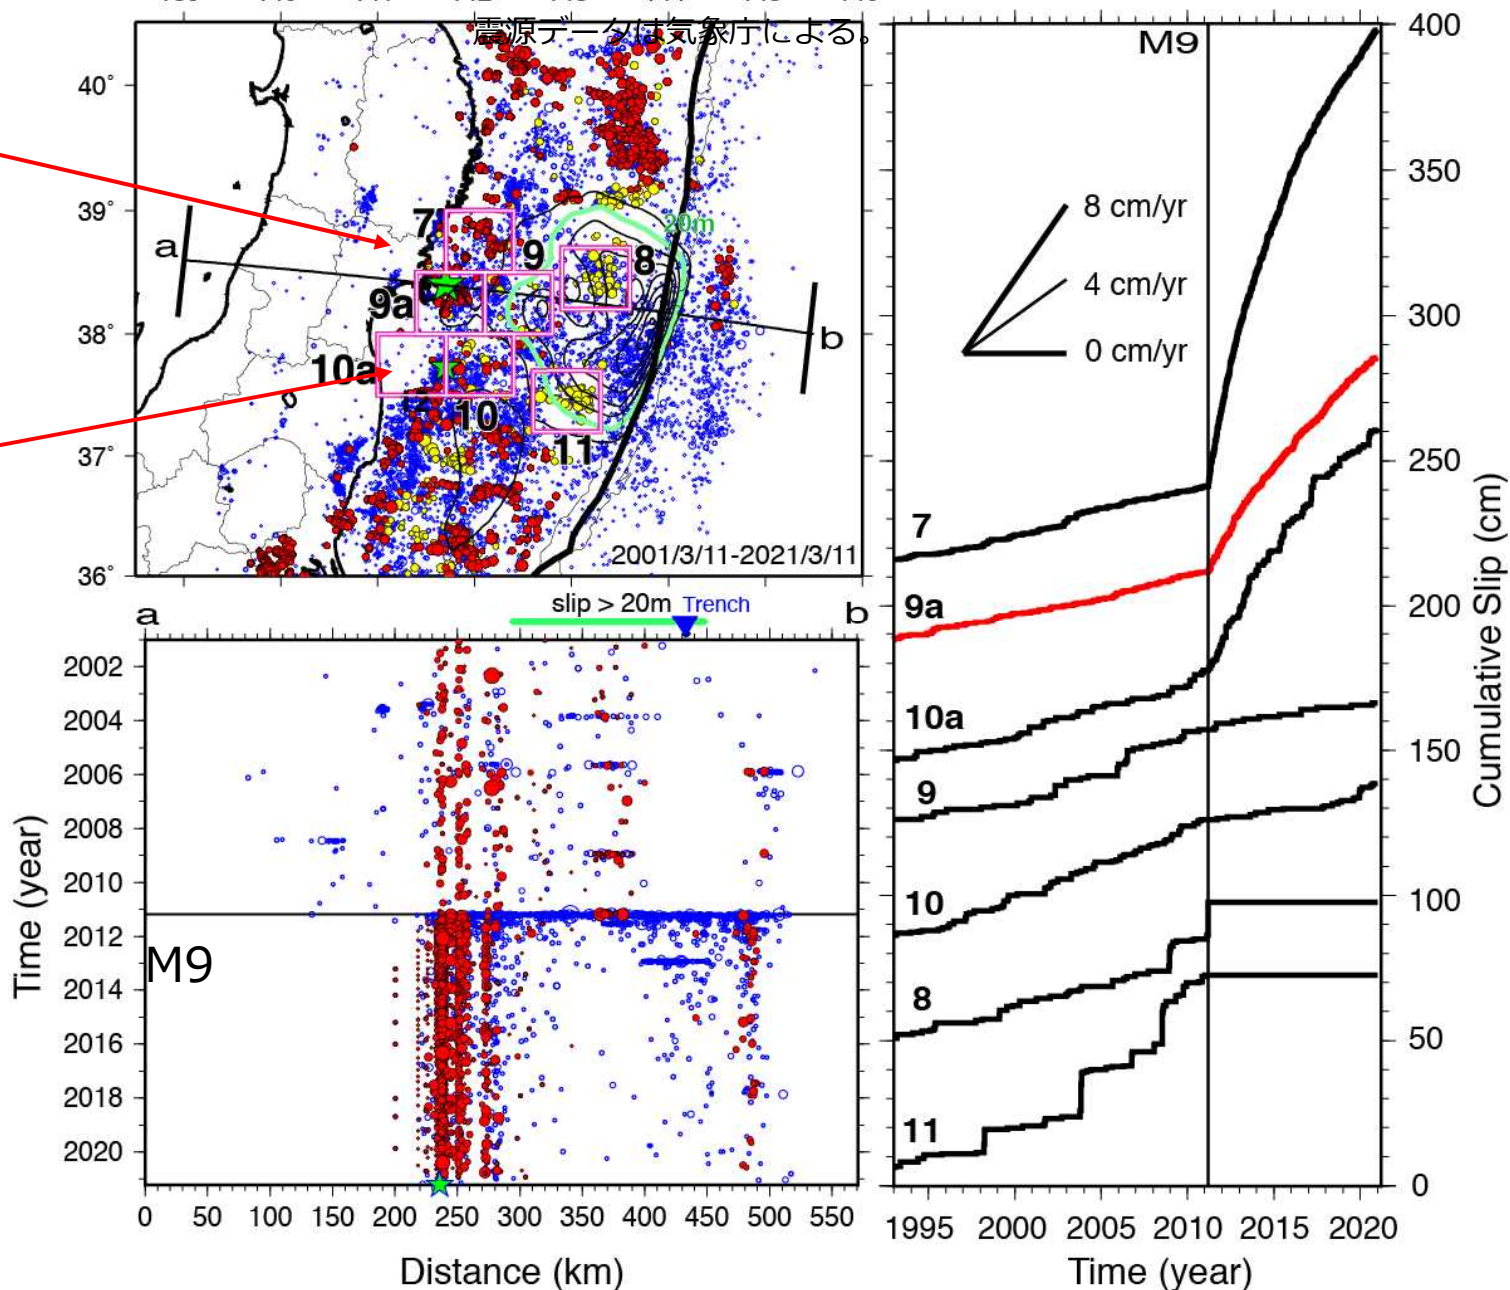 震源データは気象庁による。
40°
39°
38°
37°
36°
a
b
7
9
8
9a
10a
10
11
20m
2001/3/11-2021/3/11
M9
8 cm/yr
4 cm/yr
0 cm/yr
7
9a
10a
9
10
8
11
400
350
300
250
200
150
100
50
0
Cumulative Slip (cm)
1995 2000 2005 2010 2015 2020
Time (year)
a
slip > 20m
Trench
b
2002
2004
2006
2008
2010
2012
2014
2016
2018
2020
Time (year)
M9
0 50 100 150 200 250 300 350 400 450 500 550
Distance (km)